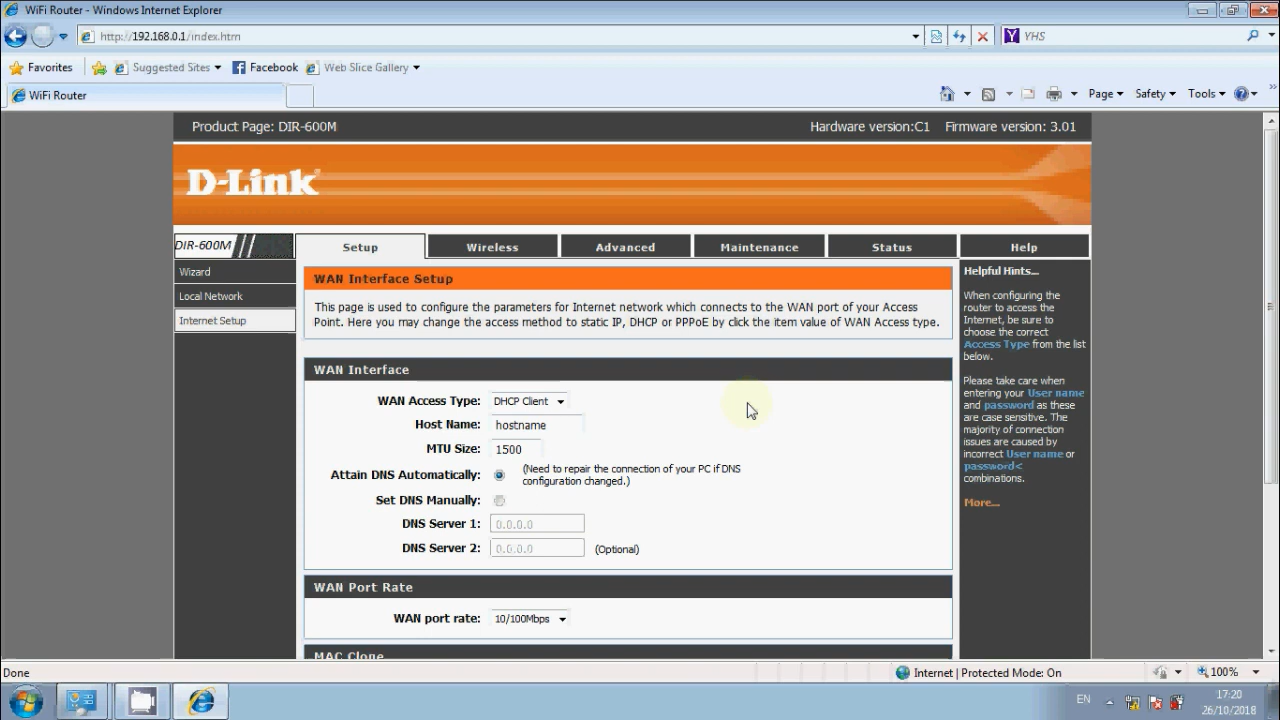 WiFi Router - Windows Internet Explorer
http://192.168.0.1/index.htm
YHS
Favorites Suggested Sites Facebook Web Slice Gallery
WiFi Router
Page Safety Tools
Product Page: DIR-600M Hardware version:C1 Firmware version: 3.01
D-Link
DIR-600M Setup Wireless Advanced Maintenance Status Help
Wizard
Local Network
Internet Setup
WAN Interface Setup
This page is used to configure the parameters for Internet network which connects to the WAN port of your Access
Point. Here you may change the access method to static IP, DHCP or PPPoE by click the item value of WAN Access type.
WAN Interface
WAN Access Type: DHCP Client
Host Name: hostname
MTU Size: 1500
Attain DNS Automatically: (Need to repair the connection of your PC if DNS
configuration changed.)
Set DNS Manually:
DNS Server 1: 0.0.0.0
DNS Server 2: 0.0.0.0 (Optional)
WAN Port Rate
WAN port rate: 10/100Mbps
MAC Clone
Helpful Hints...
When configuring the
router to access the
Internet, be sure to
choose the correct
Access Type from the list
below.
Please take care when
entering your User name
and password as these
are case sensitive. The
majority of connection
issues are caused by
incorrect User name or
password<
combinations.
More...
Done Internet | Protected Mode: On 100%
EN 17:20
26/10/2018